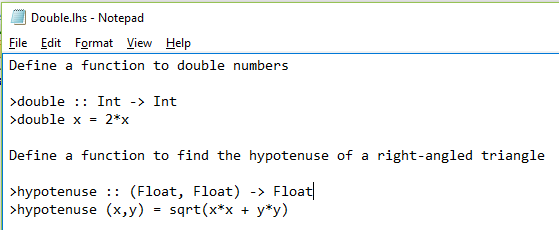 Double.lhs - Notepad
File Edit Format View Help
Define a function to double numbers
>double :: Int -> Int
>double x = 2*x
Define a function to find the hypotenuse of a right-angled triangle
>hypotenuse :: (Float, Float) -> Float
>hypotenuse (x,y) = sqrt(x*x + y*y)